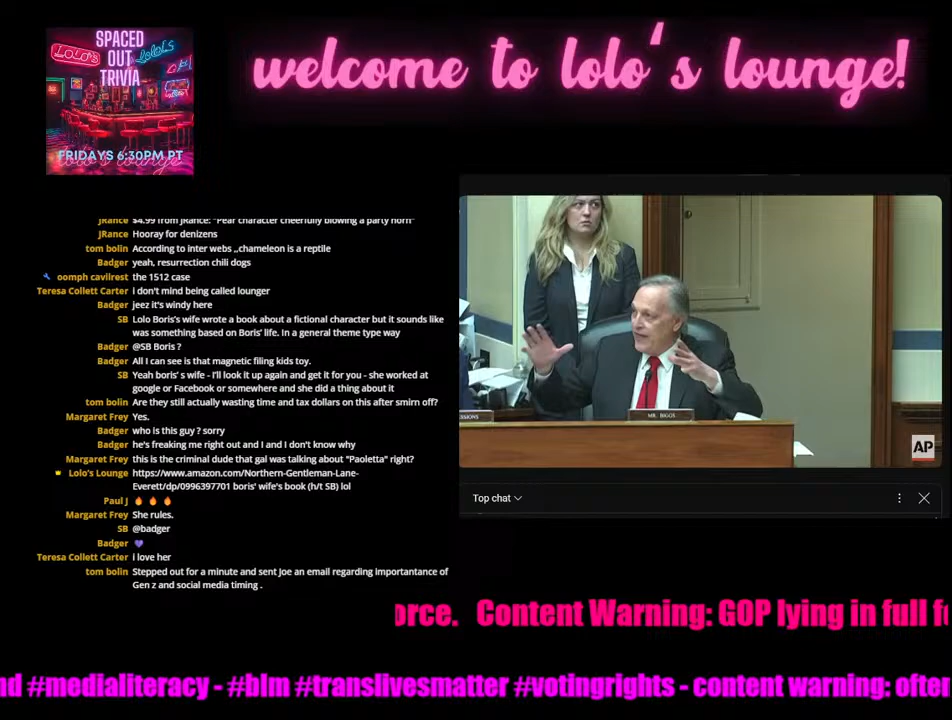 SPACED
OUT
TRIVIA
LOLO'S
FRIDAYS 6:30PM PT
lolo's lounge
welcome to lolo's lounge!
JRance $4.99 from JRance: "Pear character cheerfully blowing a party horn"
JRance Hooray for denizens
tom bolin According to inter webs ,,chameleon is a reptile
Badger yeah, resurrection chili dogs
oomph cavilrest the 1512 case
Teresa Collett Carter i don't mind being called lounger
Badger jeez it's windy here
SB Lolo Boris's wife wrote a book about a fictional character but it sounds like
was something based on Boris' life. In a general theme type way
Badger @SB Boris ?
Badger All I can see is that magnetic filing kids toy.
SB Yeah boris' s wife - I'll look it up again and get it for you - she worked at
google or Facebook or somewhere and she did a thing about it
tom bolin Are they still actually wasting time and tax dollars on this after smirn off?
Margaret Frey Yes.
Badger who is this guy ? sorry
Badger he's freaking me right out and I and I don't know why
Margaret Frey this is the criminal dude that gal was talking about "Paoletta" right?
Lolo's Lounge https://www.amazon.com/Northern-Gentleman-Lane-
Everett/dp/0996397701 boris' wife's book (h/t SB) lol
Paul J 🔥 🔥 🔥
Margaret Frey She rules.
SB @badger
Badger 💜
Teresa Collett Carter i love her
tom bolin Stepped out for a minute and sent Joe an email regarding importantance of
Gen z and social media timing .
MR. BIGGS
AP
Top chat
orce. Content Warning: GOP lying in full f
nd #medialiteracy - #blm #translivesmatter #votingrights - content warning: often